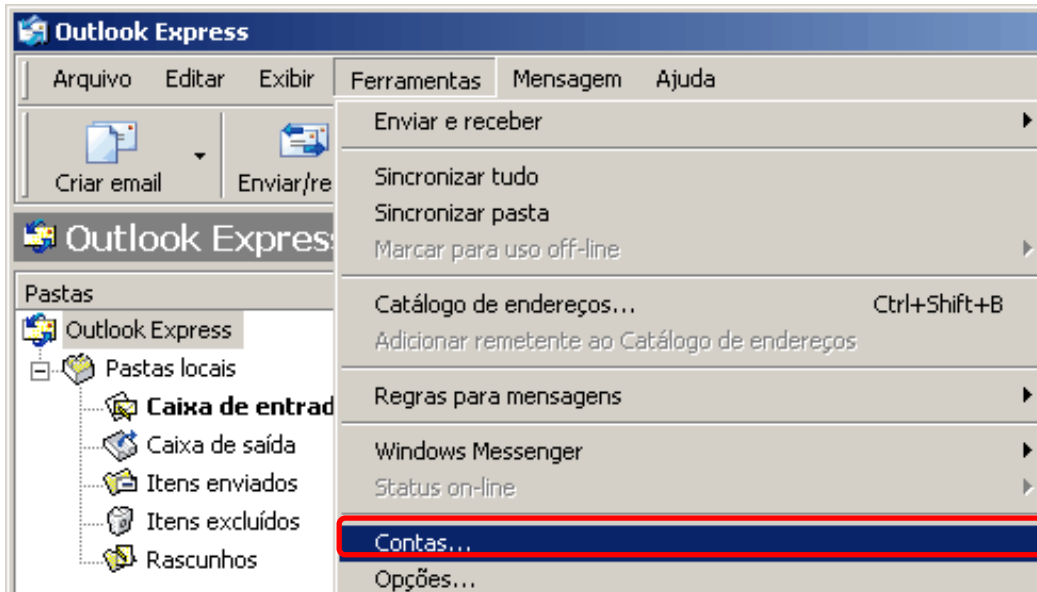 Outlook Express
Arquivo Editar Exibir Ferramentas Mensagem Ajuda
Criar email
Enviar/re
Outlook Expres
Pastas
Outlook Express
Pastas locais
Caixa de entrad
Caixa de saída
Itens enviados
Itens excluídos
Rascunhos
Enviar e receber
Sincronizar tudo
Sincronizar pasta
Marcar para uso off-line
Catálogo de endereços... Ctrl+Shift+B
Adicionar remetente ao Catálogo de endereços
Regras para mensagens
Windows Messenger
Status on-line
Contas...
Opções...